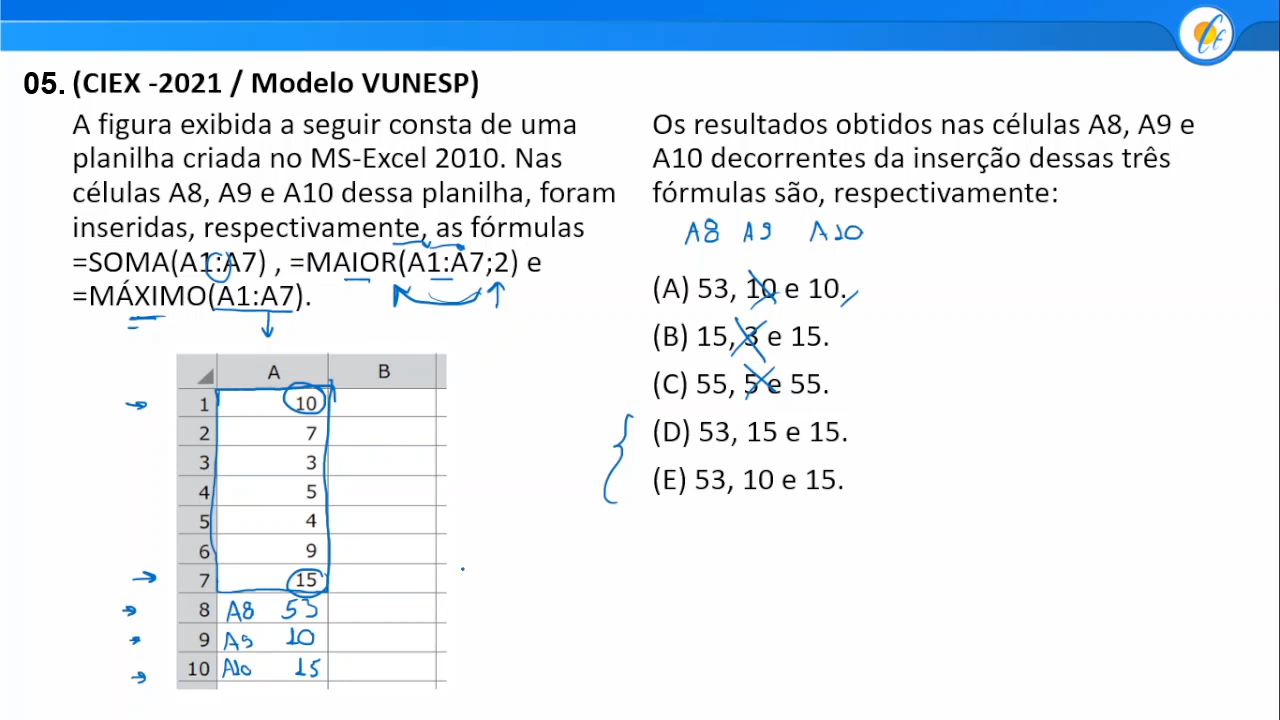 05. (CIEX -2021 / Modelo VUNESP)
A figura exibida a seguir consta de uma
planilha criada no MS-Excel 2010. Nas
células A8, A9 e A10 dessa planilha, foram
inseridas, respectivamente, as fórmulas
=SOMA(A1:A7) , =MAIOR(A1:A7;2) e
=MÁXIMO(A1:A7).
A B
1 10
2 7
3 3
4 5
5 4
6 9
7 15
8 A8 53
9 A9 10
10 A10 15
Os resultados obtidos nas células A8, A9 e
A10 decorrentes da inserção dessas três
fórmulas são, respectivamente:
A8 A9 A10
(A) 53, 10 e 10.
(B) 15, 3 e 15.
(C) 55, 5 e 55.
(D) 53, 15 e 15.
(E) 53, 10 e 15.